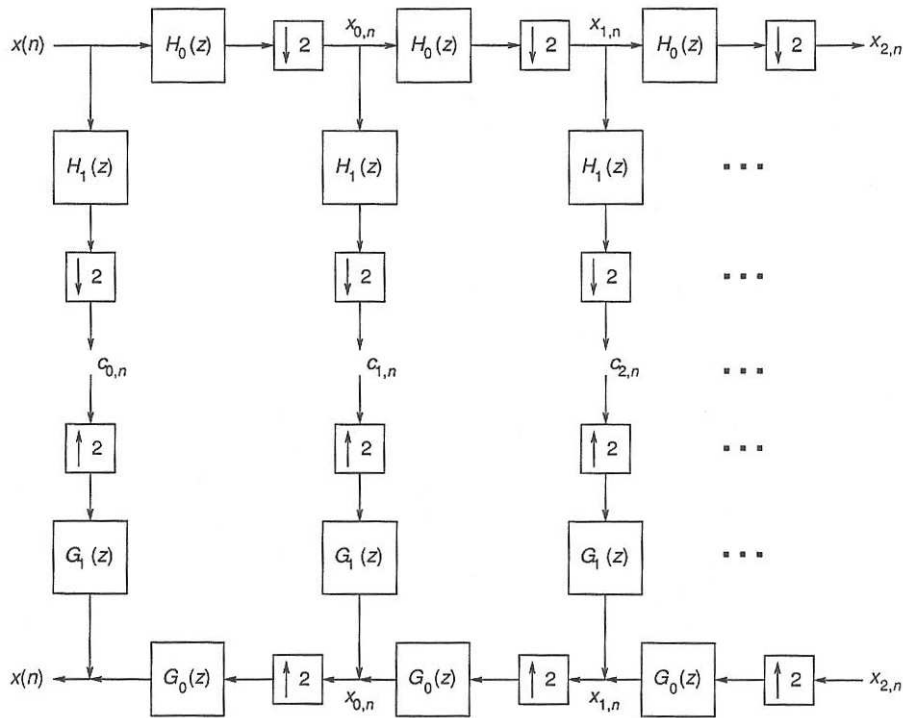 x(n) H₀(z) ↓ 2 x₀,ₙ H₀(z) ↓ 2 x₁,ₙ H₀(z) ↓ 2 x₂,ₙ
H₁(z) H₁(z) H₁(z) ...
↓ 2 ↓ 2 ↓ 2 ...
c₀,ₙ c₁,ₙ c₂,ₙ ...
↑ 2 ↑ 2 ↑ 2 ...
G₁(z) G₁(z) G₁(z) ...
x(n) G₀(z) ↑ 2 x₀,ₙ G₀(z) ↑ 2 x₁,ₙ G₀(z) ↑ 2 x₂,ₙ